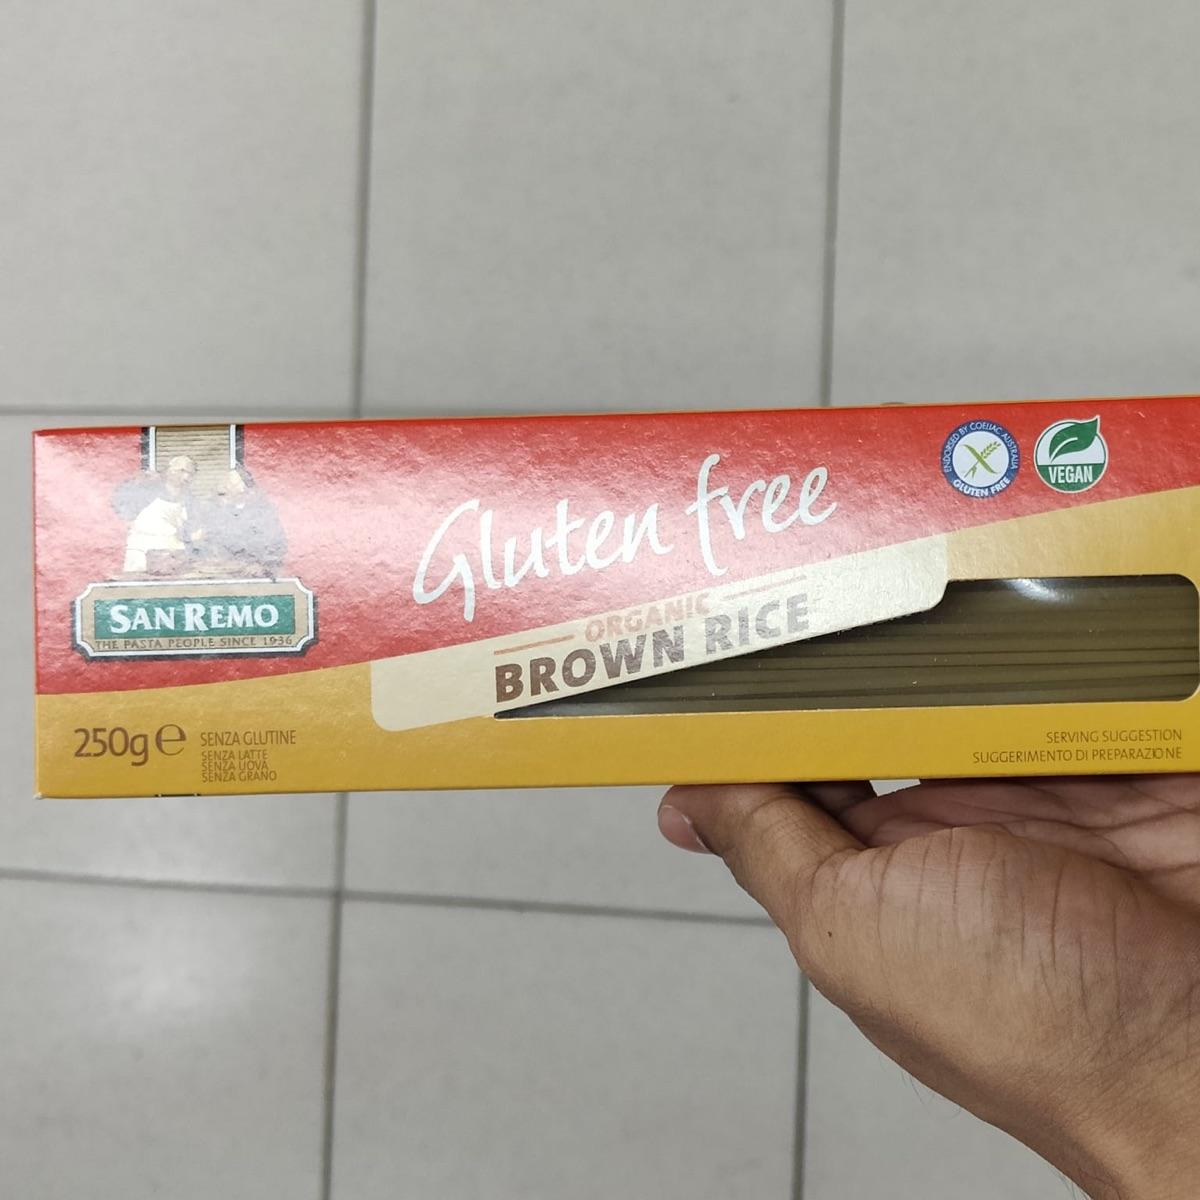 Gluten free
ENDORSED BY COELIAC AUSTRALIA
GLUTEN FREE
VEGAN
SAN REMO
THE PASTA PEOPLE SINCE 1936
ORGANIC
BROWN RICE
250g ℮
SENZA GLUTINE
SENZA LATTE
SENZA UOVA
SENZA GRANO
SERVING SUGGESTION
SUGGERIMENTO DI PREPARAZIONE